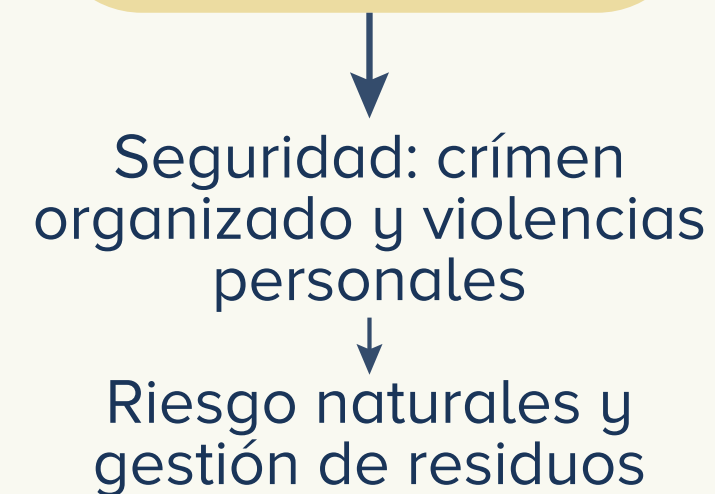 Seguridad: crímen
organizado y violencias
personales
Riesgo naturales y
gestión de residuos